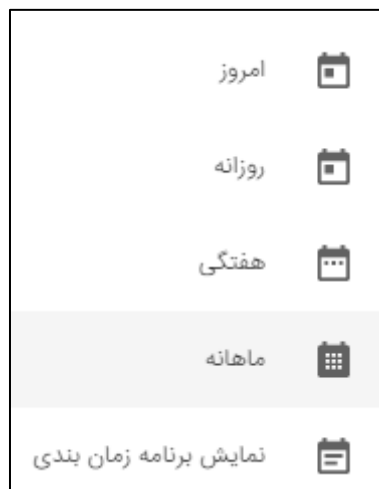 امروز
روزانه
هفتگی
ماهانه
نمایش برنامه زمان بندی